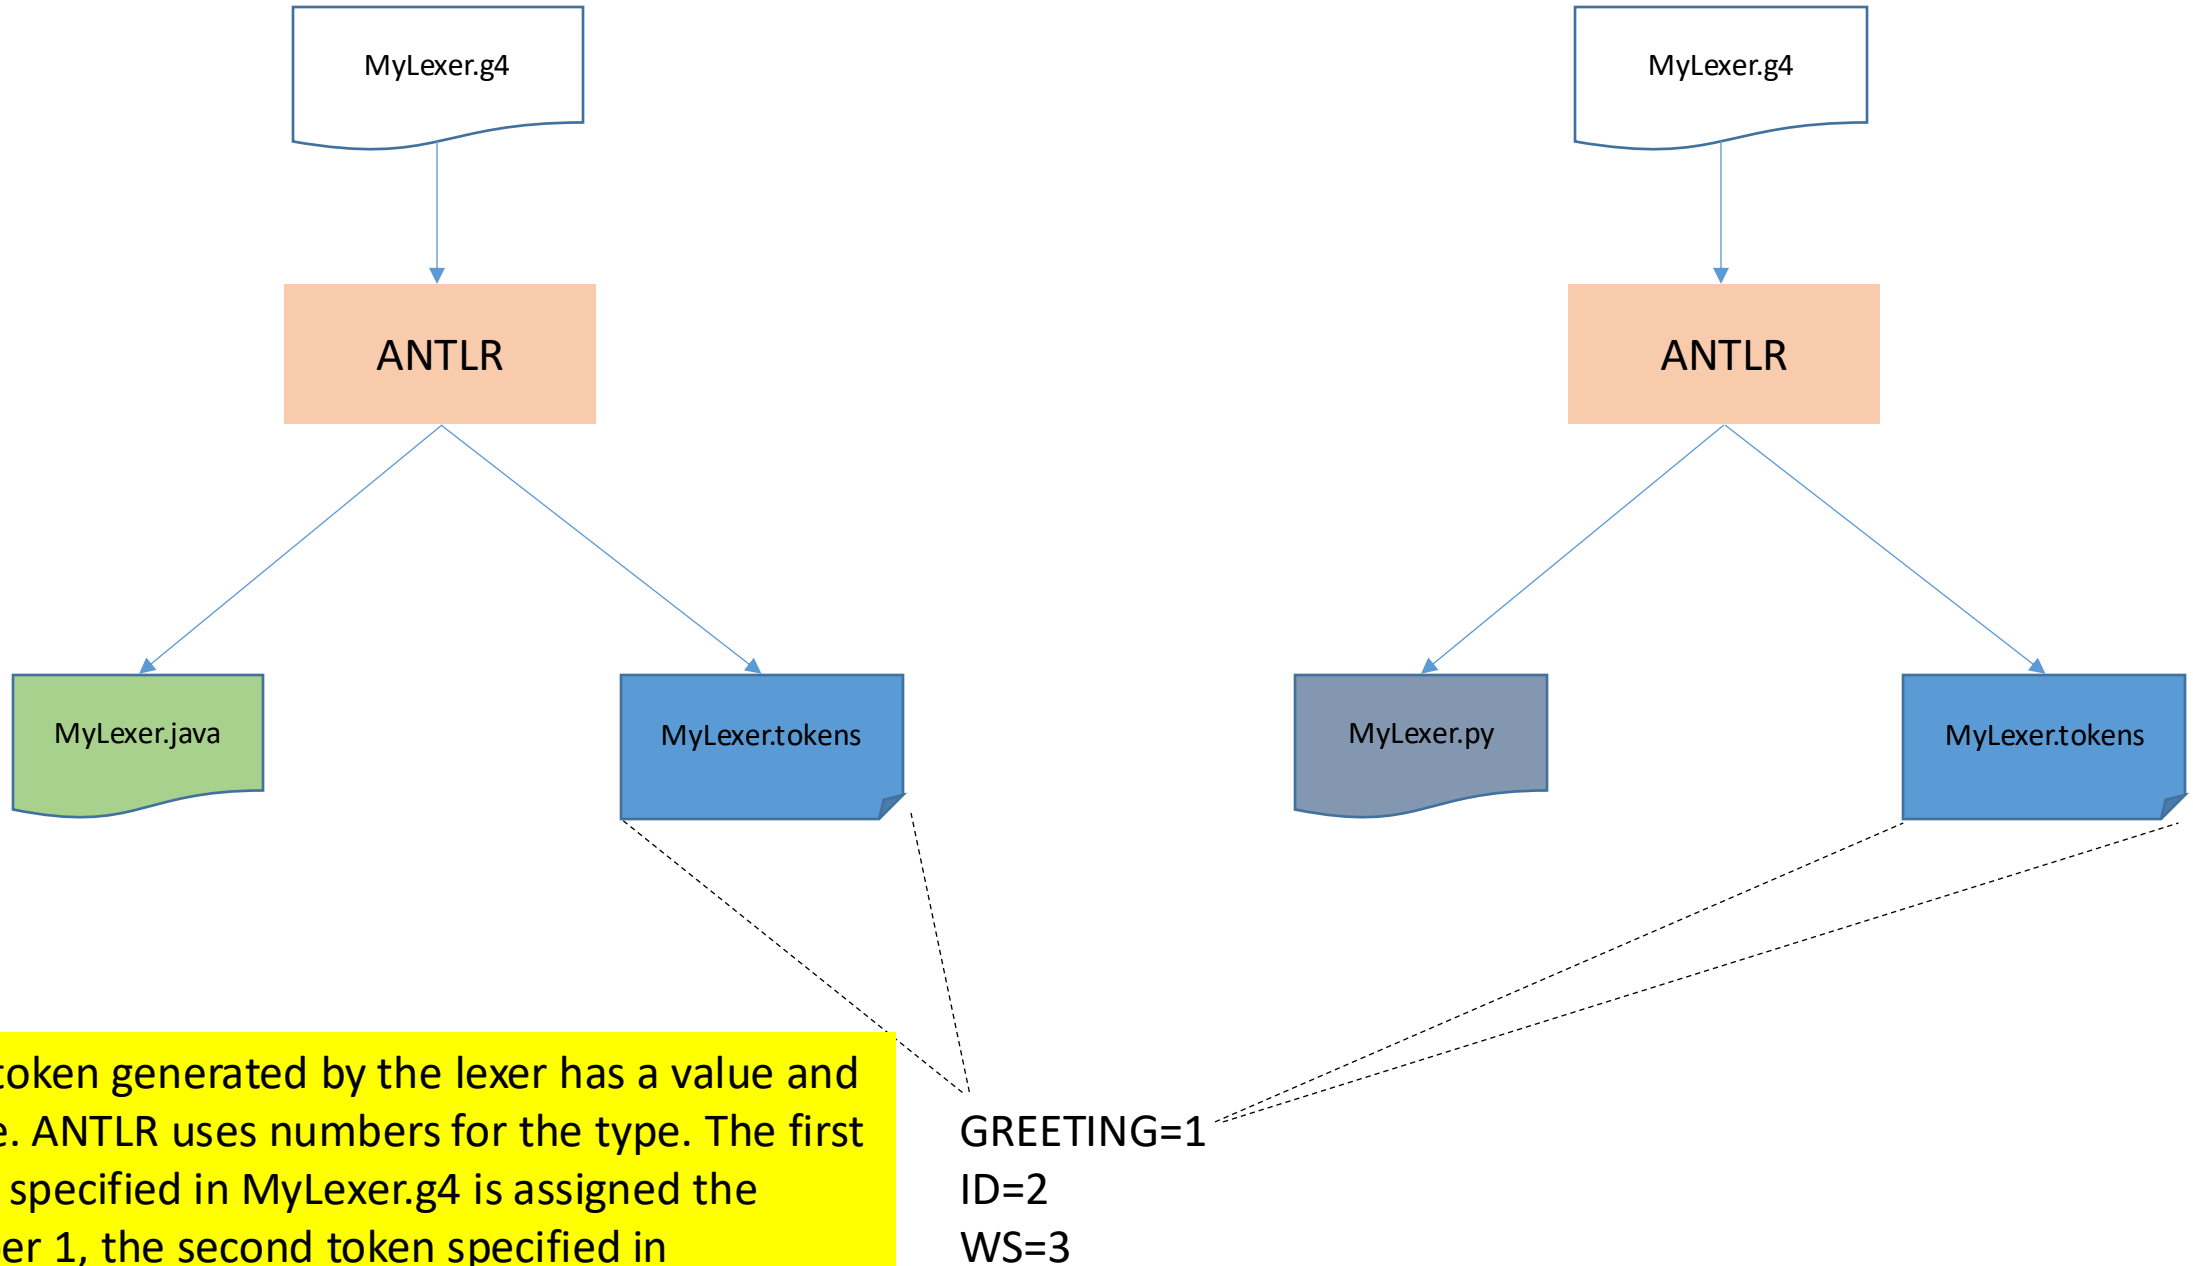 MyLexer.g4
MyLexer.g4
ANTLR
ANTLR
MyLexer.java
MyLexer.tokens
MyLexer.py
MyLexer.tokens
token generated by the lexer has a value and
e. ANTLR uses numbers for the type. The first
specified in MyLexer.g4 is assigned the
er 1, the second token specified in
GREETING=1
ID=2
WS=3